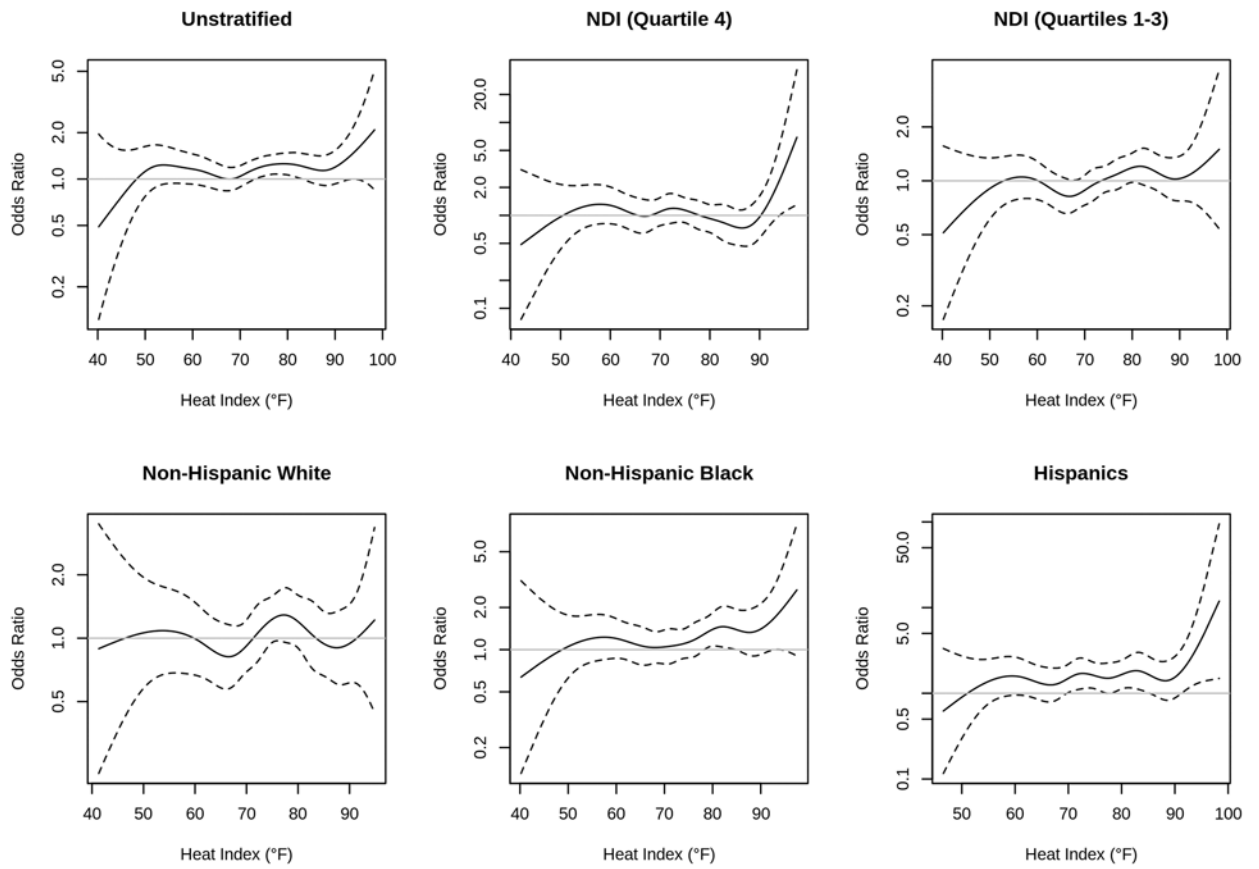 Unstratified
Odds Ratio
5.0
2.0
1.0
0.5
0.2
40 50 60 70 80 90 100
Heat Index (°F)
NDI (Quartile 4)
Odds Ratio
20.0
5.0
2.0
0.5
0.1
40 50 60 70 80 90
Heat Index (°F)
NDI (Quartiles 1-3)
Odds Ratio
2.0
1.0
0.5
0.2
40 50 60 70 80 90 100
Heat Index (°F)
Non-Hispanic White
Odds Ratio
2.0
1.0
0.5
40 50 60 70 80 90
Heat Index (°F)
Non-Hispanic Black
Odds Ratio
5.0
2.0
1.0
0.5
0.2
40 50 60 70 80 90
Heat Index (°F)
Hispanics
Odds Ratio
50.0
5.0
0.5
0.1
50 60 70 80 90 100
Heat Index (°F)